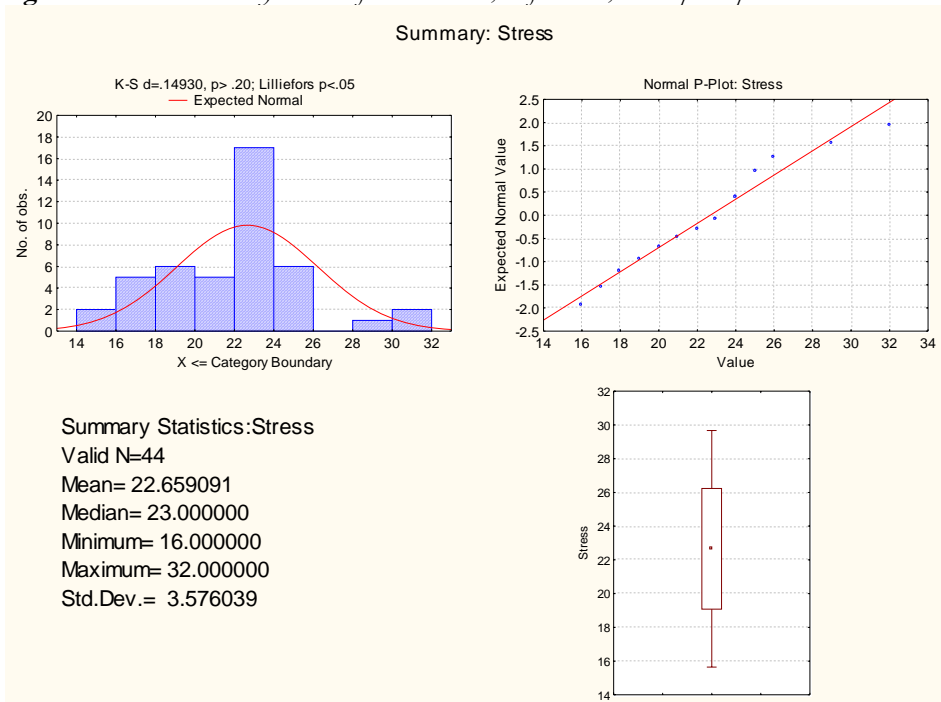 Summary: Stress
K-S d=.14930, p> .20; Lilliefors p<.05
Expected Normal
20
18
16
14
12
10
8
6
4
2
0
No. of obs.
14 16 18 20 22 24 26 28 30 32
X <= Category Boundary
Normal P-Plot: Stress
2.5
2.0
1.5
1.0
0.5
0.0
-0.5
-1.0
-1.5
-2.0
-2.5
Expected Normal Value
14 16 18 20 22 24 26 28 30 32 34
Value
Summary Statistics:Stress
Valid N=44
Mean= 22.659091
Median= 23.000000
Minimum= 16.000000
Maximum= 32.000000
Std.Dev.= 3.576039
32
30
28
26
24
22
20
18
16
14
Stress